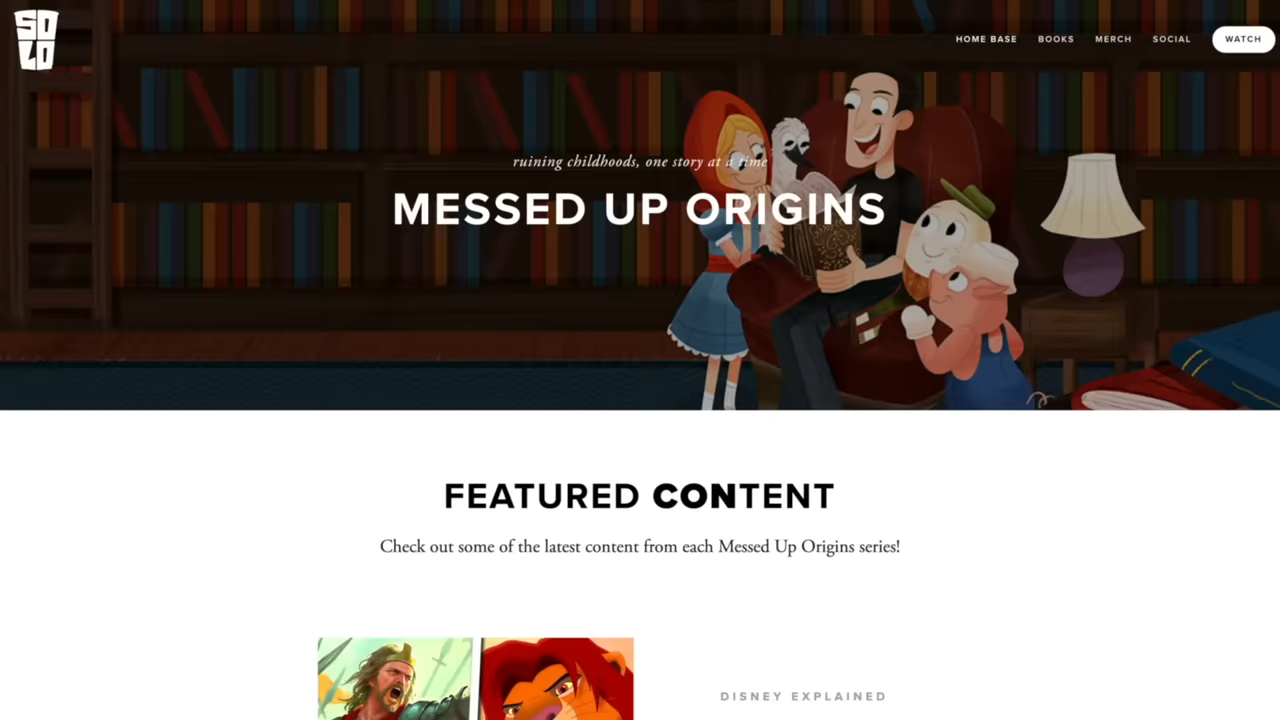 SO
LO
HOME BASE BOOKS MERCH SOCIAL WATCH
ruining childhoods, one story at a time
MESSED UP ORIGINS
FEATURED CONTENT
Check out some of the latest content from each Messed Up Origins series!
DISNEY EXPLAINED